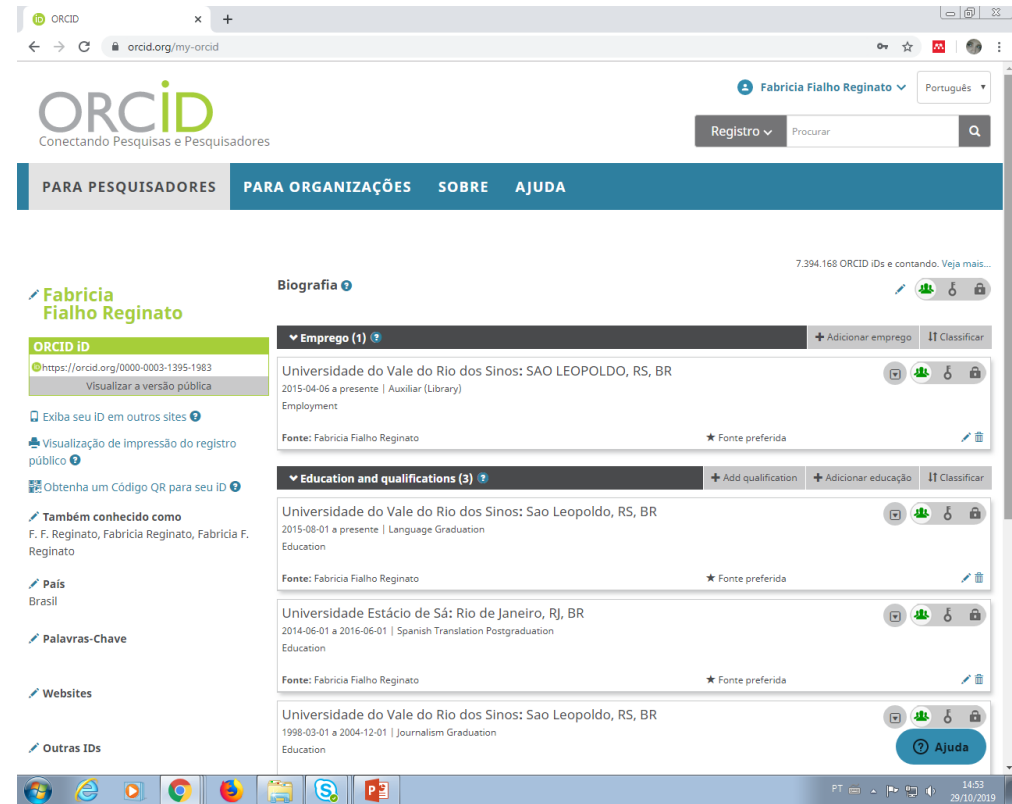 ORCID
orcid.org/my-orcid
Fabricia Fialho Reginato
Português
ORCID
Conectando Pesquisas e Pesquisadores
Registro
Procurar
PARA PESQUISADORES
PARA ORGANIZAÇÕES
SOBRE
AJUDA
7.394.168 ORCID iDs e contando. Veja mais...
Fabricia
Fialho Reginato
ORCID iD
https://orcid.org/0000-0003-1395-1983
Visualizar a versão pública
Exiba seu iD em outros sites
Visualização de impressão do registro
público
Obtenha um Código QR para seu iD
Também conhecido como
F. F. Reginato, Fabricia Reginato, Fabricia F.
Reginato
País
Brasil
Palavras-Chave
Websites
Outras IDs
Biografia
Emprego (1)
Adicionar emprego
Classificar
Universidade do Vale do Rio dos Sinos: SAO LEOPOLDO, RS, BR
2015-04-06 a presente | Auxiliar (Library)
Employment
Fonte: Fabricia Fialho Reginato
Fonte preferida
Education and qualifications (3)
Add qualification
Adicionar educação
Classificar
Universidade do Vale do Rio dos Sinos: Sao Leopoldo, RS, BR
2015-08-01 a presente | Language Graduation
Education
Fonte: Fabricia Fialho Reginato
Fonte preferida
Universidade Estácio de Sá: Rio de Janeiro, RJ, BR
2014-06-01 a 2016-06-01 | Spanish Translation Postgraduation
Education
Fonte: Fabricia Fialho Reginato
Fonte preferida
Universidade do Vale do Rio dos Sinos: Sao Leopoldo, RS, BR
1998-03-01 a 2004-12-01 | Journalism Graduation
Education
Ajuda
PT
14:53
29/10/2019